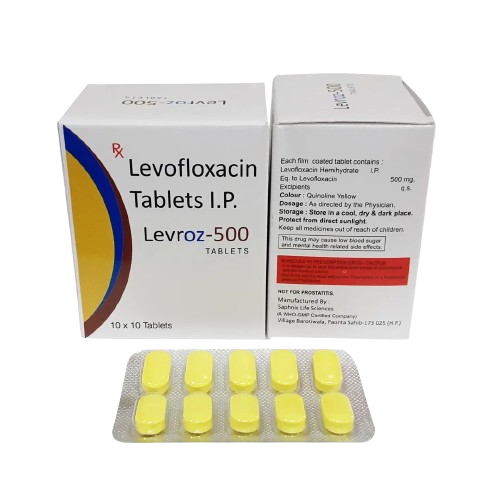 Levroz-500
TABLETS
Rx
Levofloxacin
Tablets I.P.
Levroz-500
TABLETS
10 x 10 Tablets
Levroz-500
TABLETS
Each film coated tablet contains :
Levofloxacin Hemihydrate I.P.
Eq. to Levofloxacin 500 mg.
Excipients q.s.
Colour : Quinoline Yellow
Dosage : As directed by the Physician.
Storage : Store in a cool, dry & dark place.
Protect from direct sunlight.
Keep all medicines out of reach of children.
This drug may cause low blood sugar
and mental health related side effects.
NOT FOR PROSTATITIS.
Manufactured By :
Saphnix Life Sciences
(A WHO-GMP Certified Company)
Village Barotiwala, Paonta Sahib-173 025 (H.P.)